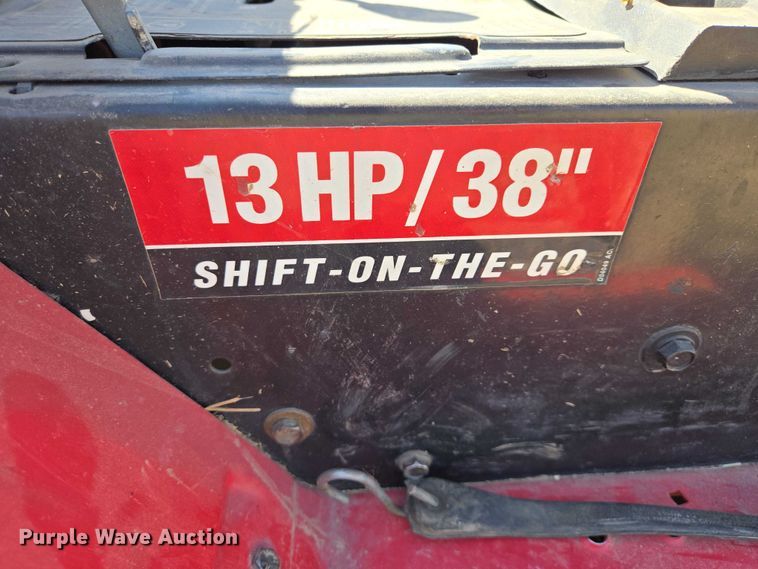 13 HP/38"
SHIFT-ON-THE-GO
Purple Wave Auction